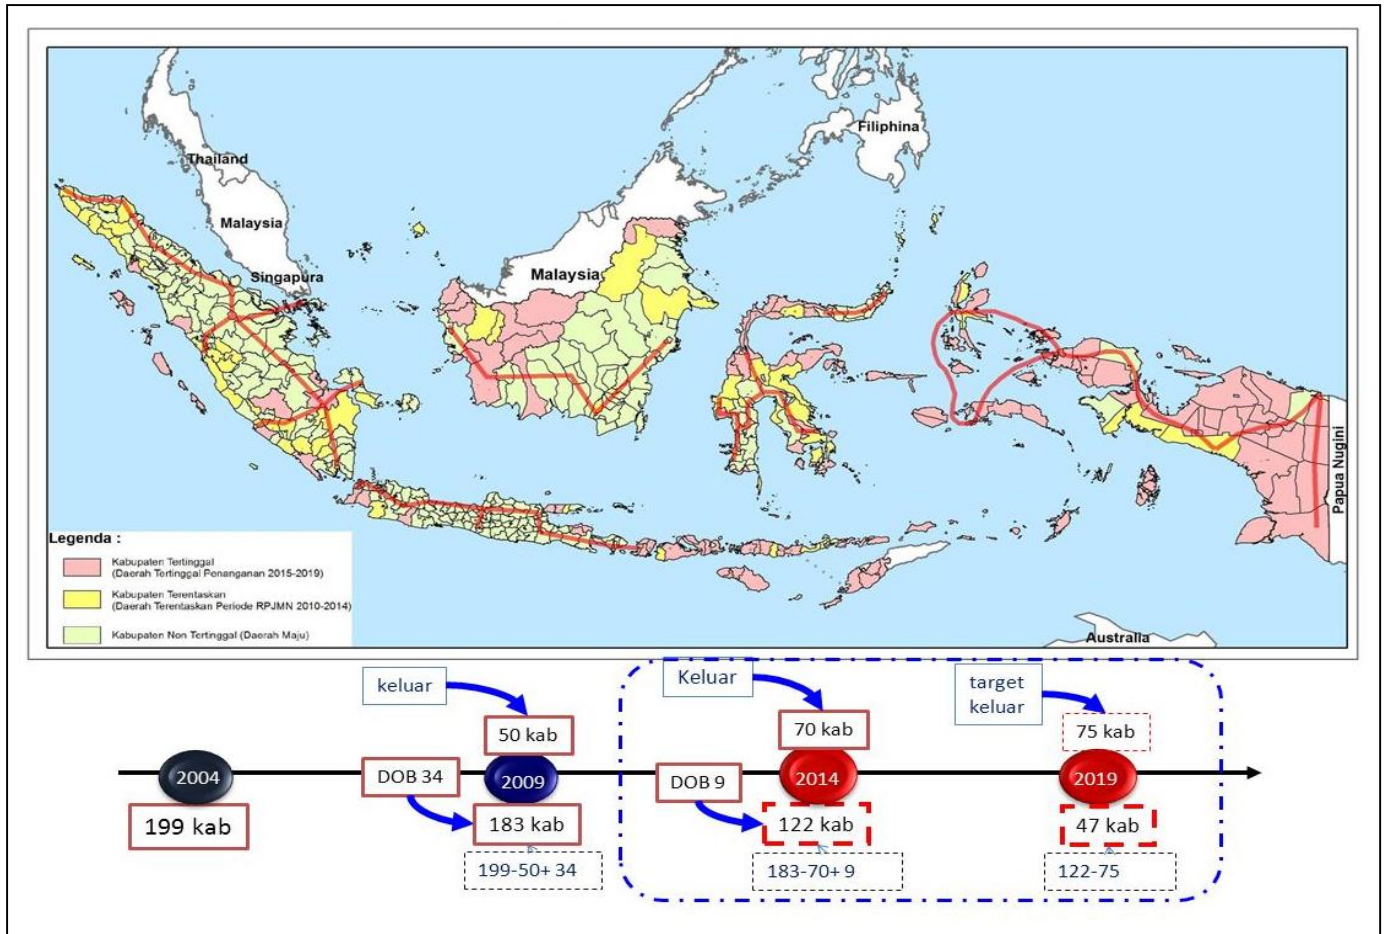 Filiphina
Thailand
Malaysia
Singapura
Malaysia
Papua Nugini
Australia
Legenda :
Kabupaten Tertinggal
(Daerah Tertinggal Penanganan 2015-2019)
Kabupaten Terentaskan
(Daerah Terentaskan Periode RPJMN 2010-2014)
Kabupaten Non Tertinggal (Daerah Maju)
keluar
Keluar
target
keluar
50 kab
70 kab
75 kab
2004
DOB 34
2009
DOB 9
2014
2019
199 kab
183 kab
122 kab
47 kab
199-50+ 34
183-70+ 9
122-75